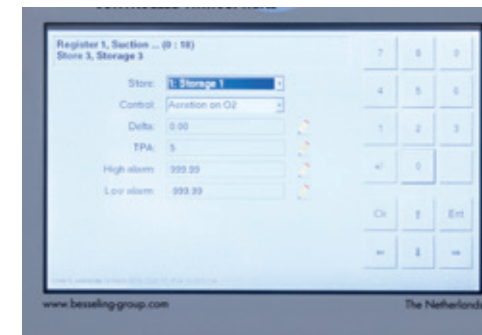 Register 1, Suction ... (0 : 18)
Store 3, Storage 3
Store: 1: Storage 1
Control: Aeration on O2
Delta: 0.00
TPA: 5
High alarm: 999.99
Low alarm: -999.99
7 8 9
4 5 6
1 2 3
+/- 0
Clr Ent
www.besseling-group.com The Netherlands